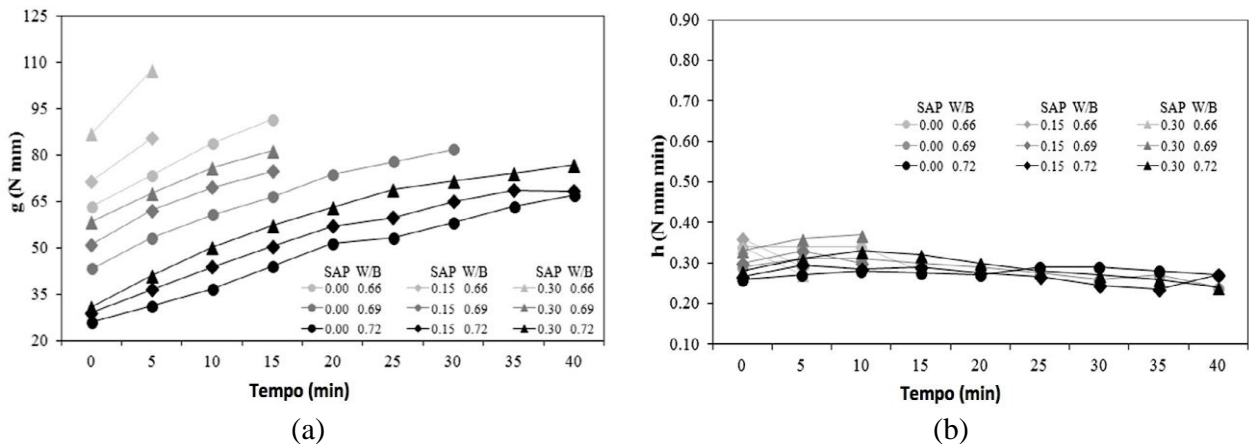 125
110
95
80
65
50
35
20
g (N mm)
SAP W/B SAP W/B SAP W/B
0.00 0.66 0.15 0.66 0.30 0.66
0.00 0.69 0.15 0.69 0.30 0.69
0.00 0.72 0.15 0.72 0.30 0.72
0 5 10 15 20 25 30 35 40
Tempo (min)
(a)
0.90
0.80
0.70
0.60
0.50
0.40
0.30
0.20
0.10
h (N mm min)
SAP W/B SAP W/B SAP W/B
0.00 0.66 0.15 0.66 0.30 0.66
0.00 0.69 0.15 0.69 0.30 0.69
0.00 0.72 0.15 0.72 0.30 0.72
0 5 10 15 20 25 30 35 40
Tempo (min)
(b)